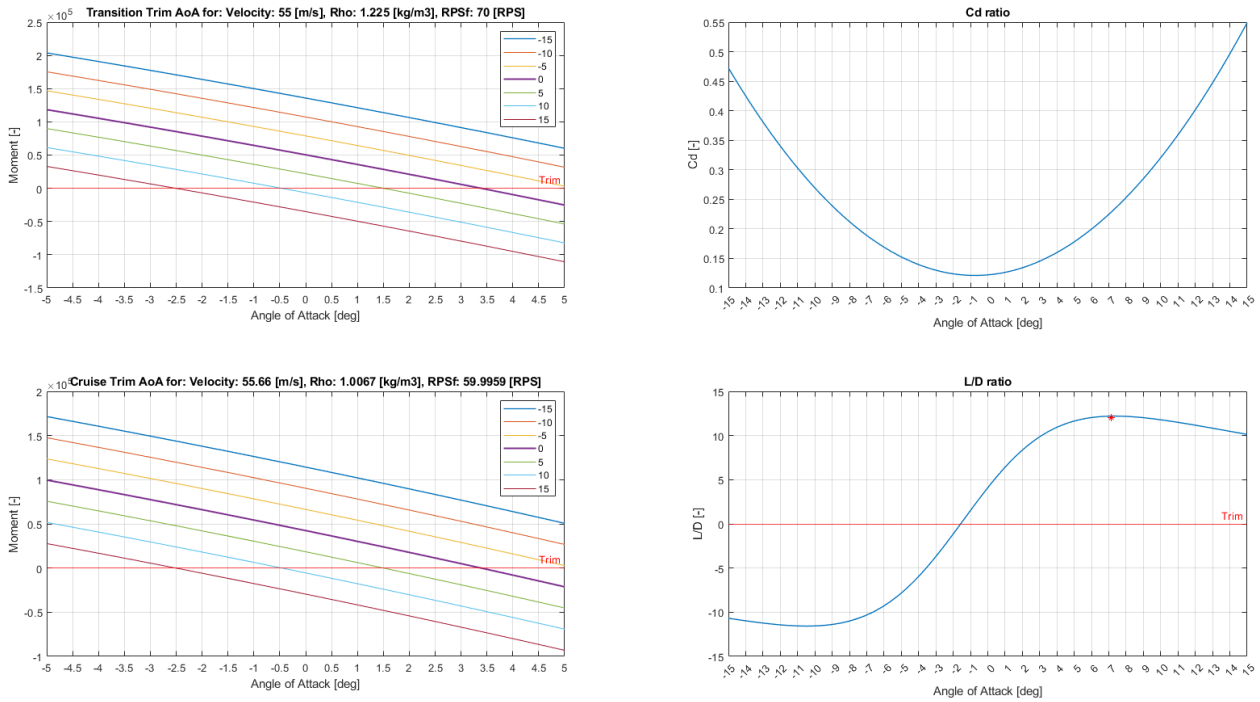 Transition Trim AoA for: Velocity: 55 [m/s], Rho: 1.225 [kg/m3], RPSf: 70 [RPS]
×10^5
2.5
2
1.5
1
0.5
0
-0.5
-1
-1.5
Moment [-]
-15
-10
-5
0
5
10
15
Trim
-5 -4.5 -4 -3.5 -3 -2.5 -2 -1.5 -1 -0.5 0 0.5 1 1.5 2 2.5 3 3.5 4 4.5 5
Angle of Attack [deg]
Cd ratio
0.55
0.5
0.45
0.4
0.35
0.3
0.25
0.2
0.15
0.1
Cd [-]
-15 -14 -13 -12 -11 -10 -9 -8 -7 -6 -5 -4 -3 -2 -1 0 1 2 3 4 5 6 7 8 9 10 11 12 13 14 15
Angle of Attack [deg]
Cruise Trim AoA for: Velocity: 55.66 [m/s], Rho: 1.0067 [kg/m3], RPSf: 59.9959 [RPS]
×10
2
1.5
1
0.5
0
-0.5
-1
Moment [-]
-15
-10
-5
0
5
10
15
Trim
-5 -4.5 -4 -3.5 -3 -2.5 -2 -1.5 -1 -0.5 0 0.5 1 1.5 2 2.5 3 3.5 4 4.5 5
Angle of Attack [deg]
L/D ratio
15
10
5
0
-5
-10
-15
L/D [-]
Trim
-15 -14 -13 -12 -11 -10 -9 -8 -7 -6 -5 -4 -3 -2 -1 0 1 2 3 4 5 6 7 8 9 10 11 12 13 14 15
Angle of Attack [deg]